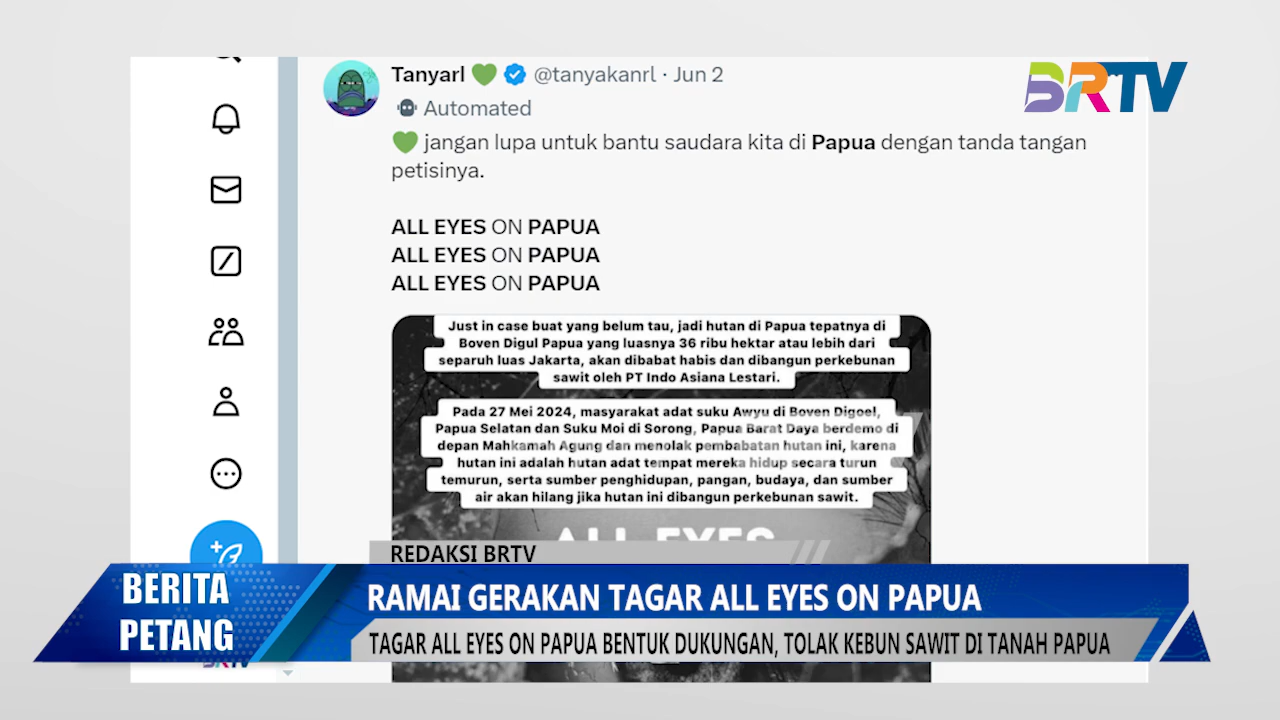 Tanyarl 💚 @tanyakanrl · Jun 2
BRTV
Automated
💚 jangan lupa untuk bantu saudara kita di Papua dengan tanda tangan
petisinya.
ALL EYES ON PAPUA
ALL EYES ON PAPUA
ALL EYES ON PAPUA
Just in case buat yang belum tau, jadi hutan di Papua tepatnya di
Boven Digul Papua yang luasnya 36 ribu hektar atau lebih dari
separuh luas Jakarta, akan dibabat habis dan dibangun perkebunan
sawit oleh PT Indo Asiana Lestari.
Pada 27 Mei 2024, masyarakat adat suku Awyu di Boven Digoel,
Papua Selatan dan Suku Moi di Sorong, Papua Barat Daya berdemo di
depan Mahkamah Agung dan menolak pembabatan hutan ini, karena
hutan ini adalah hutan adat tempat mereka hidup secara turun
temurun, serta sumber penghidupan, pangan, budaya, dan sumber
air akan hilang jika hutan ini dibangun perkebunan sawit.
ALL EYES
REDAKSI BRTV
BERITA
PETANG
RAMAI GERAKAN TAGAR ALL EYES ON PAPUA
TAGAR ALL EYES ON PAPUA BENTUK DUKUNGAN, TOLAK KEBUN SAWIT DI TANAH PAPUA
BRTV